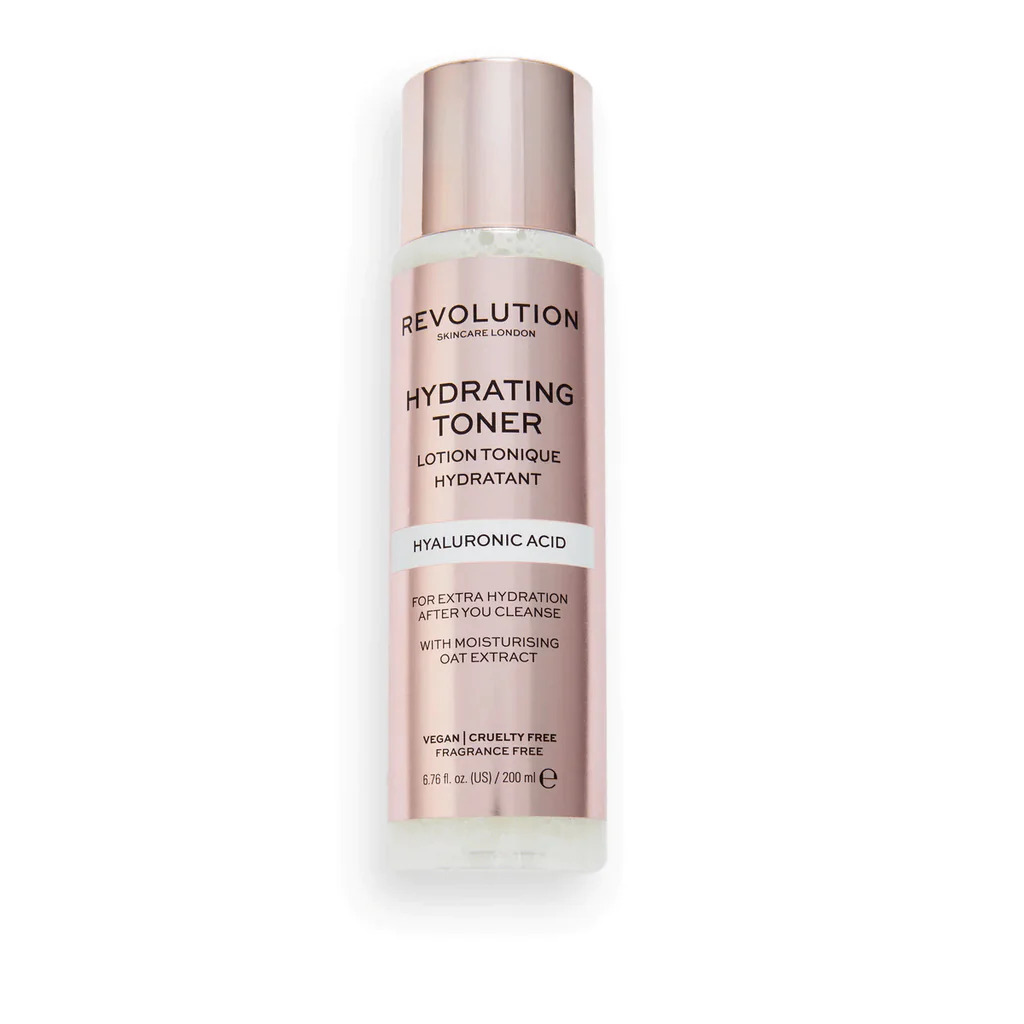 REVOLUTION
SKINCARE LONDON
HYDRATING
TONER
LOTION TONIQUE
HYDRATANT
HYALURONIC ACID
FOR EXTRA HYDRATION
AFTER YOU CLEANSE
WITH MOISTURISING
OAT EXTRACT
VEGAN | CRUELTY FREE
FRAGRANCE FREE
6.76 fl. oz. (US) / 200 ml ℮